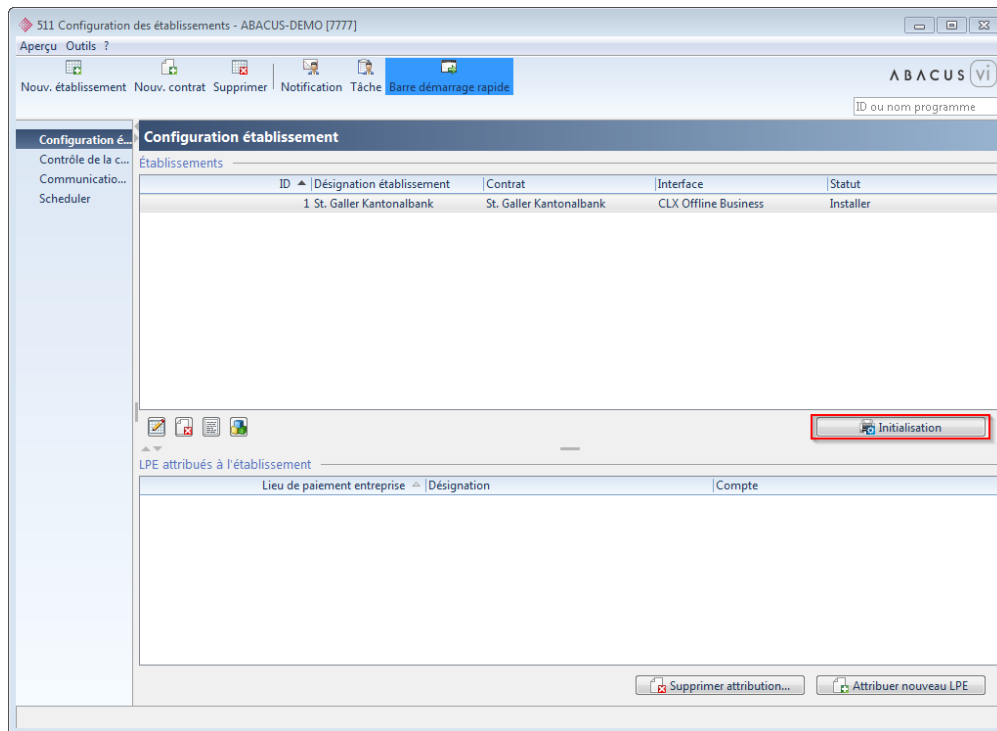 511 Configuration des établissements - ABACUS-DEMO [7777]
Aperçu Outils ?
Nouv. établissement Nouv. contrat Supprimer Notification Tâche Barre démarrage rapide
ABACUS vi
ID ou nom programme
Configuration é...
Contrôle de la c...
Communicatio...
Scheduler
Configuration établissement
Établissements
ID Désignation établissement Contrat Interface Statut
1 St. Galler Kantonalbank St. Galler Kantonalbank CLX Offline Business Installer
Initialisation
LPE attribués à l'établissement
Lieu de paiement entreprise Désignation Compte
Supprimer attribution... Attribuer nouveau LPE